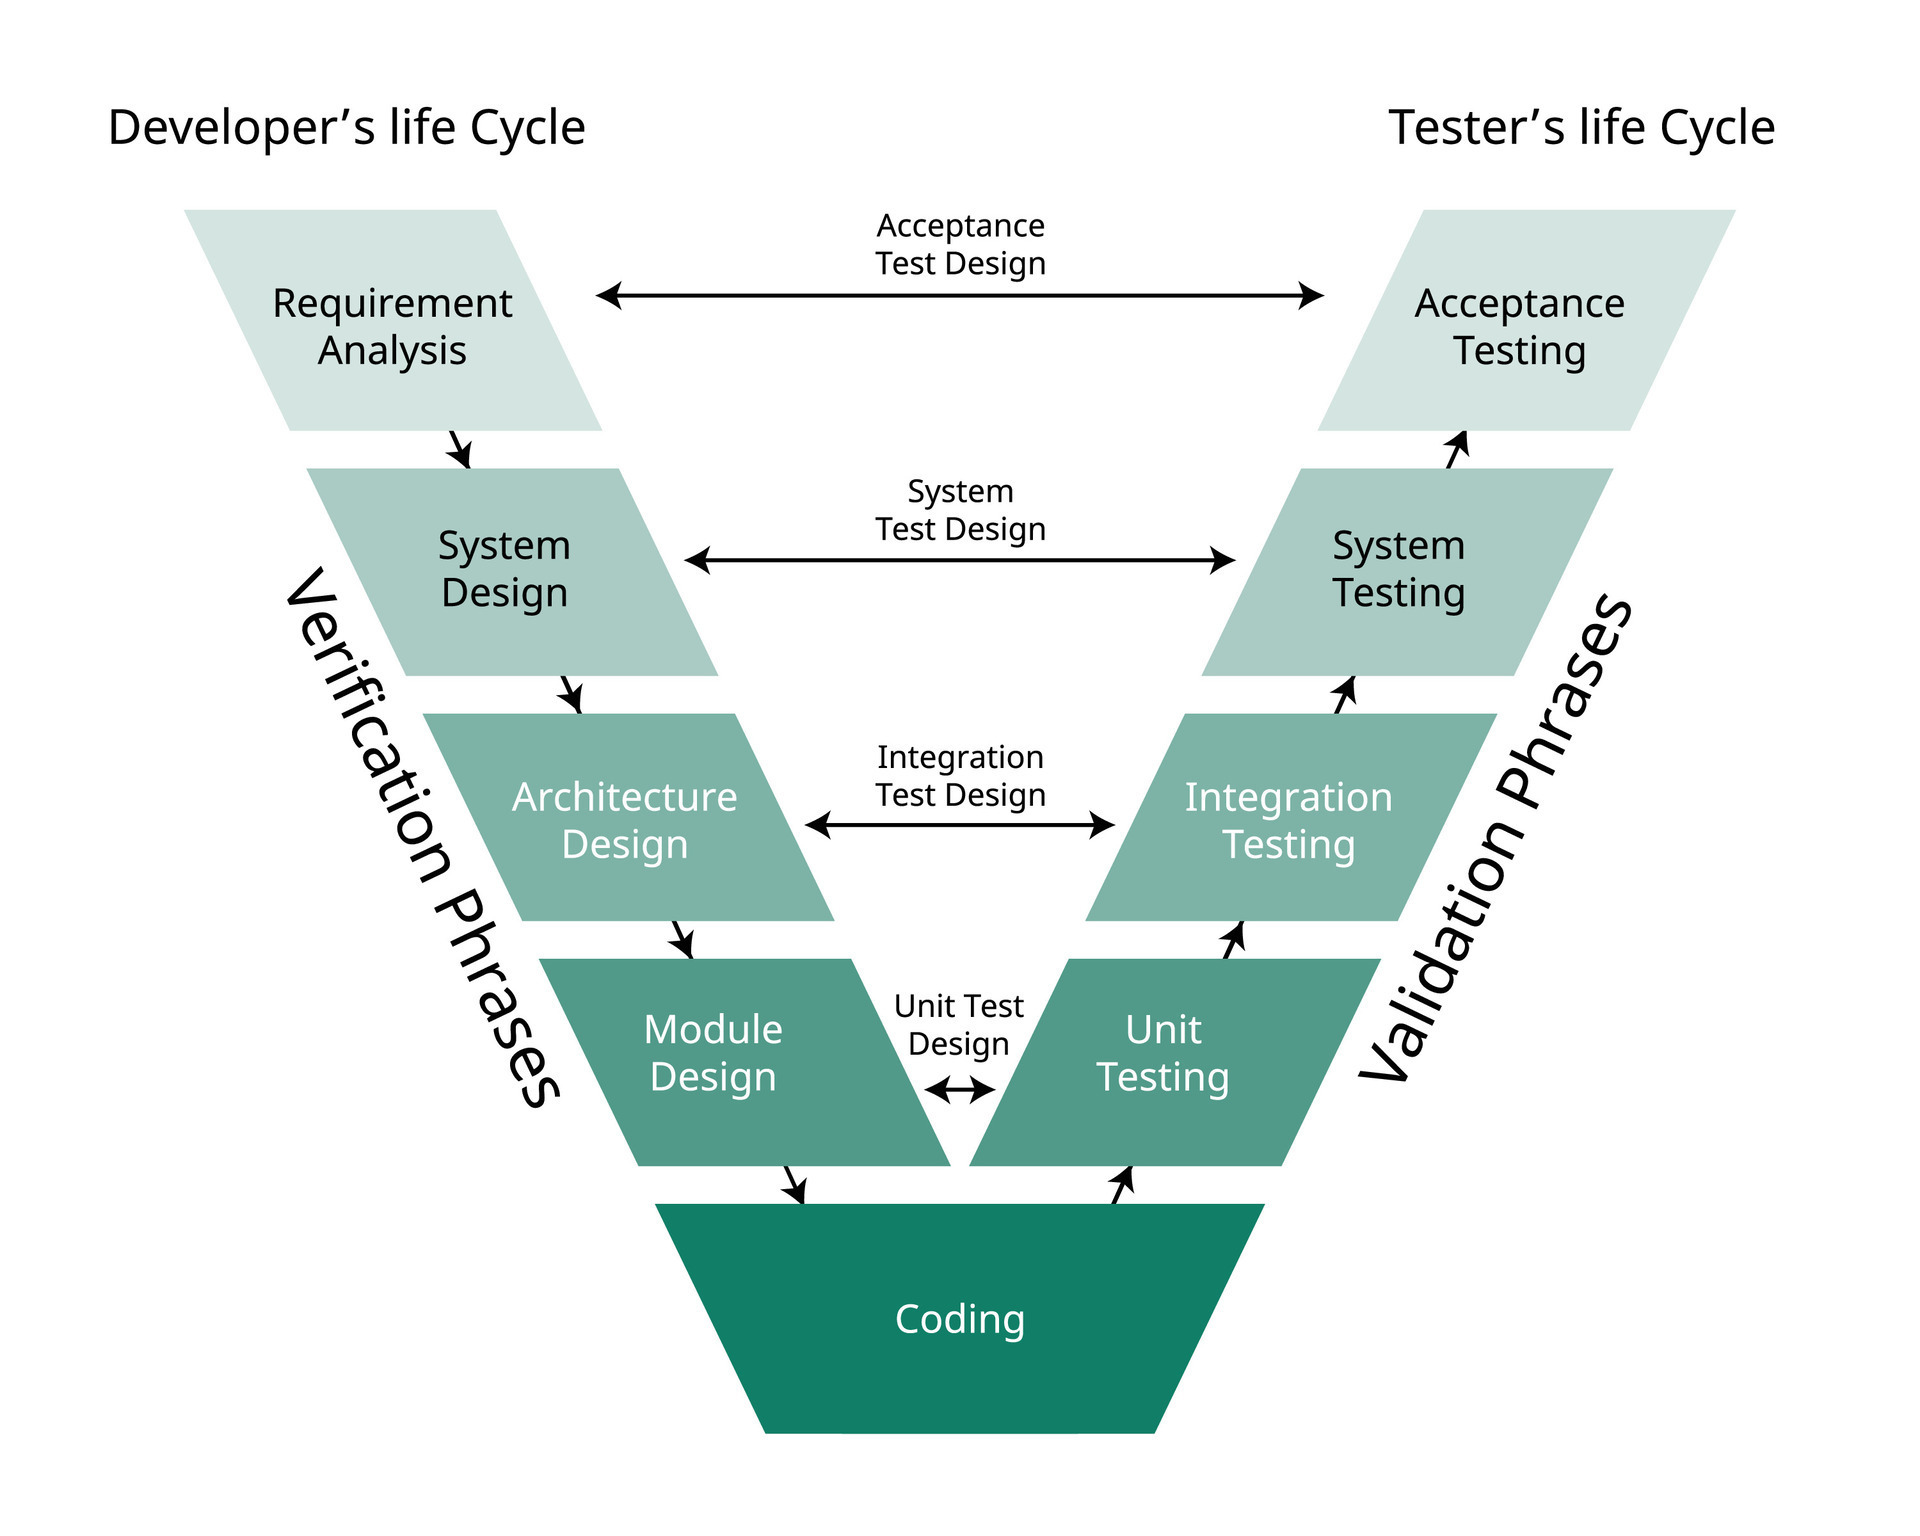 Developer’s life Cycle
Tester’s life Cycle
Requirement
Analysis
Acceptance
Test Design
Acceptance
Testing
System
Design
System
Test Design
System
Testing
Architecture
Design
Integration
Test Design
Integration
Testing
Module
Design
Unit Test
Design
Unit
Testing
Coding
Verification Phrases
Validation Phrases